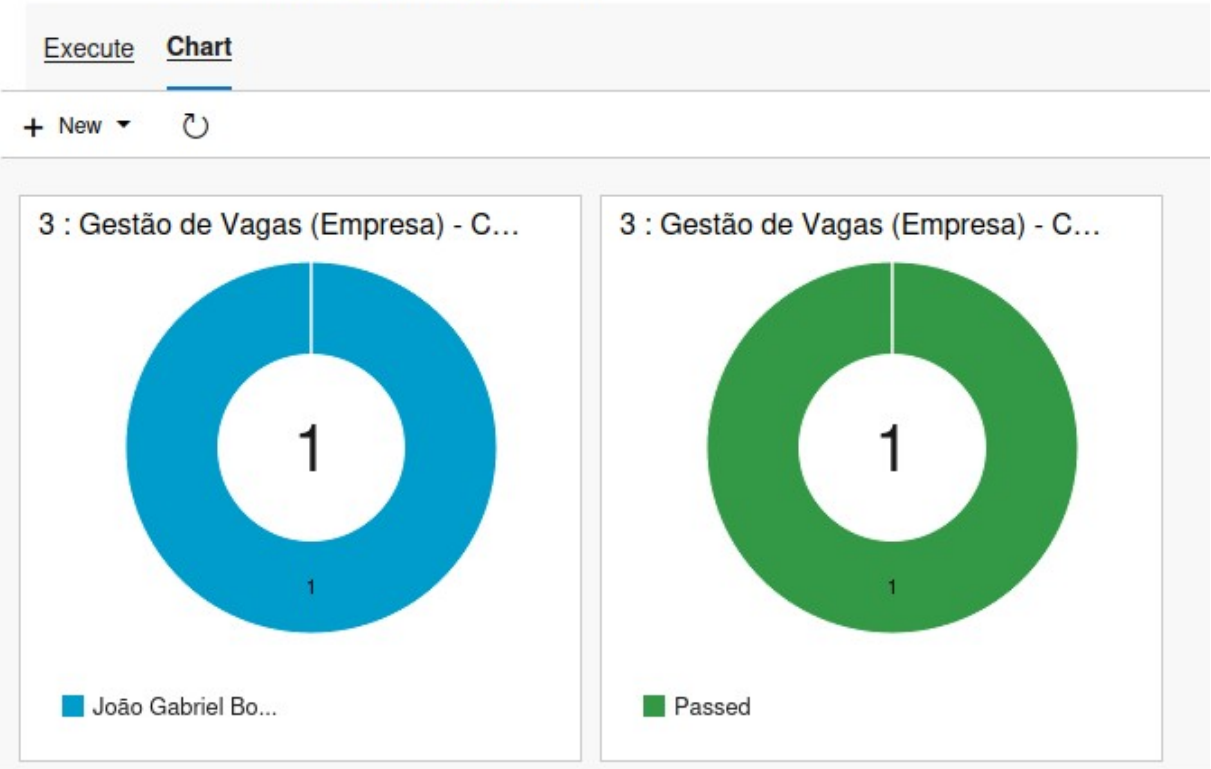 Execute Chart
+ New
3 : Gestão de Vagas (Empresa) - C...
1
1
João Gabriel Bo...
3 : Gestão de Vagas (Empresa) - C...
1
1
Passed